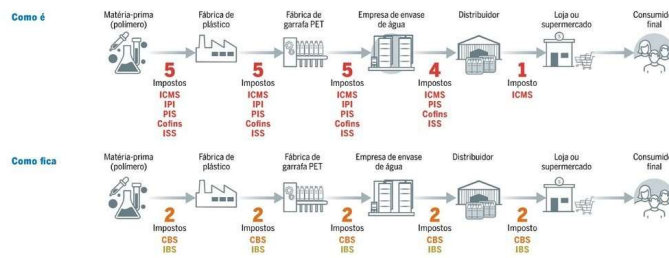 Como é
Matéria-prima
(polímero)
Fábrica de
plástico
Fábrica de
garrafa PET
Empresa de envase
de água
Distribuidor
Loja ou
supermercado
Consumid
final
5
Impostos
ICMS
IPI
PIS
Cofins
ISS
5
Impostos
ICMS
IPI
PIS
Cofins
ISS
5
Impostos
ICMS
IPI
PIS
Cofins
ISS
4
Impostos
ICMS
PIS
Cofins
ISS
1
Imposto
ICMS
Como fica
Matéria-prima
(polímero)
Fábrica de
plástico
Fábrica de
garrafa PET
Empresa de envase
de água
Distribuidor
Loja ou
supermercado
Consumid
final
2
Impostos
CBS
IBS
2
Impostos
CBS
IBS
2
Impostos
CBS
IBS
2
Impostos
CBS
IBS
2
Impostos
CBS
IBS